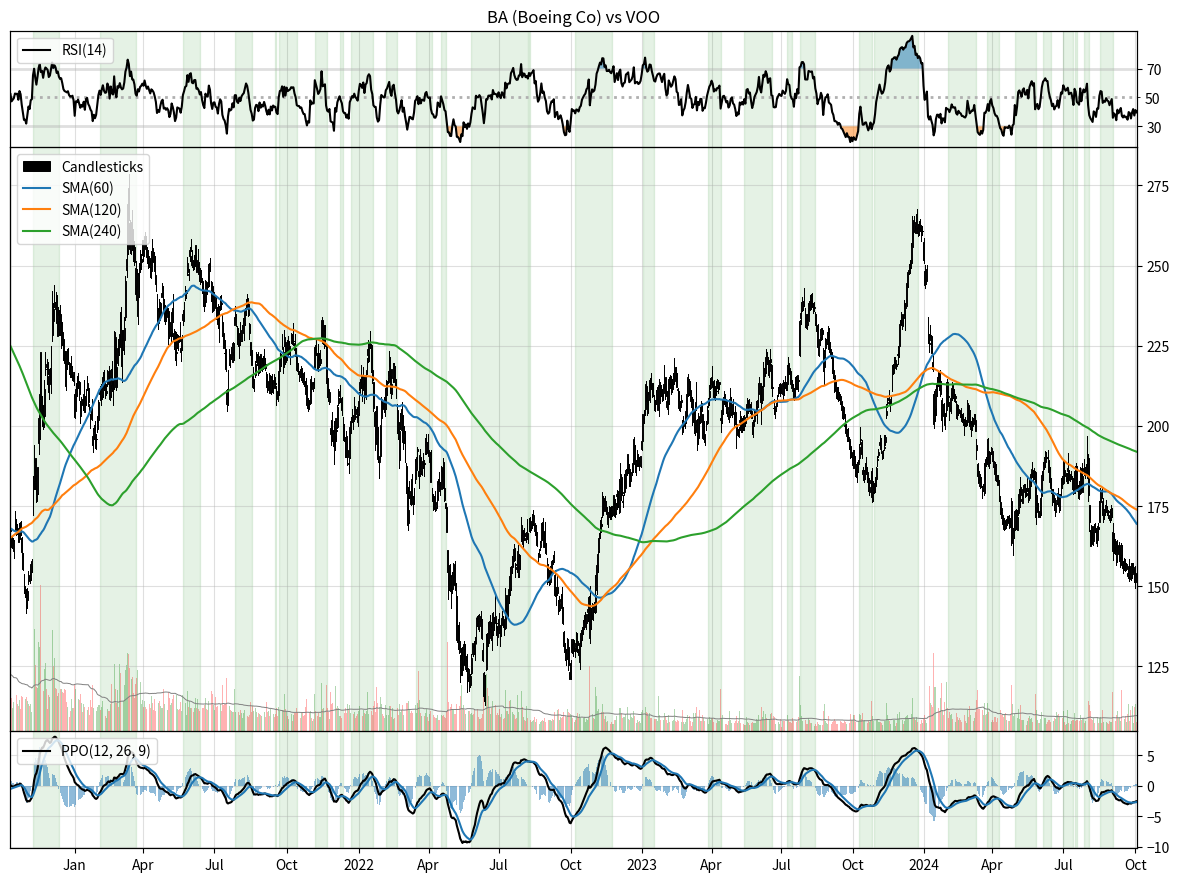 BA (Boeing Co) vs VOO
RSI(14)
70
50
30
Candlesticks
SMA(60)
SMA(120)
SMA(240)
275
250
225
200
175
150
125
PPO(12, 26, 9)
5
0
−5
−10
Jan Apr Jul Oct 2022 Apr Jul Oct 2023 Apr Jul Oct 2024 Apr Jul Oct